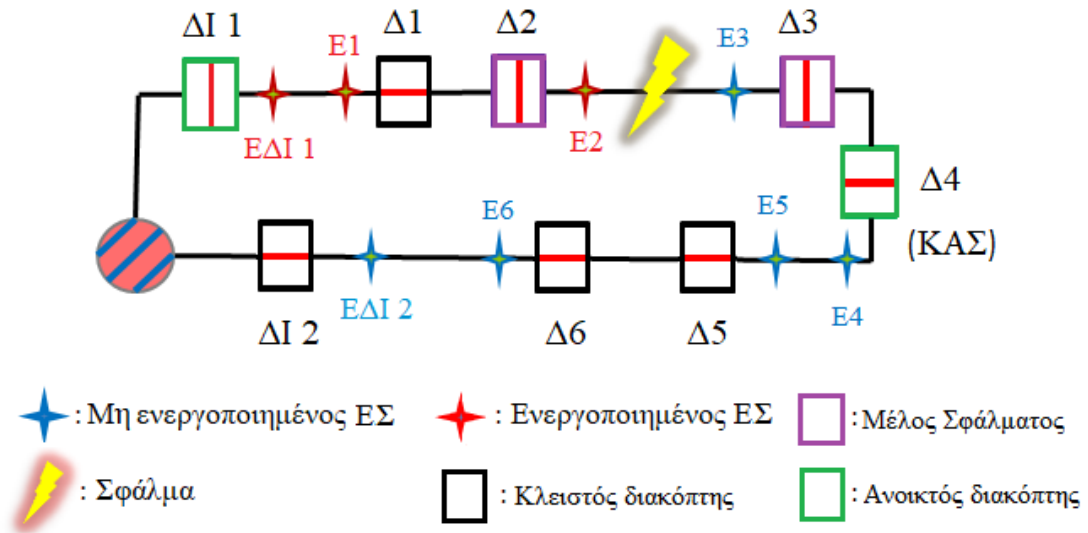 ΔΙ 1
Ε1
Δ1
Δ2
Ε3
Δ3
ΕΔΙ 1
Ε2
Δ4
(ΚΑΣ)
Ε6
Ε5
ΔΙ 2
ΕΔΙ 2
Δ6
Δ5
Ε4
: Μη ενεργοποιημένος ΕΣ
: Ενεργοποιημένος ΕΣ
: Μέλος Σφάλματος
: Σφάλμα
: Κλειστός διακόπτης
: Ανοικτός διακόπτης